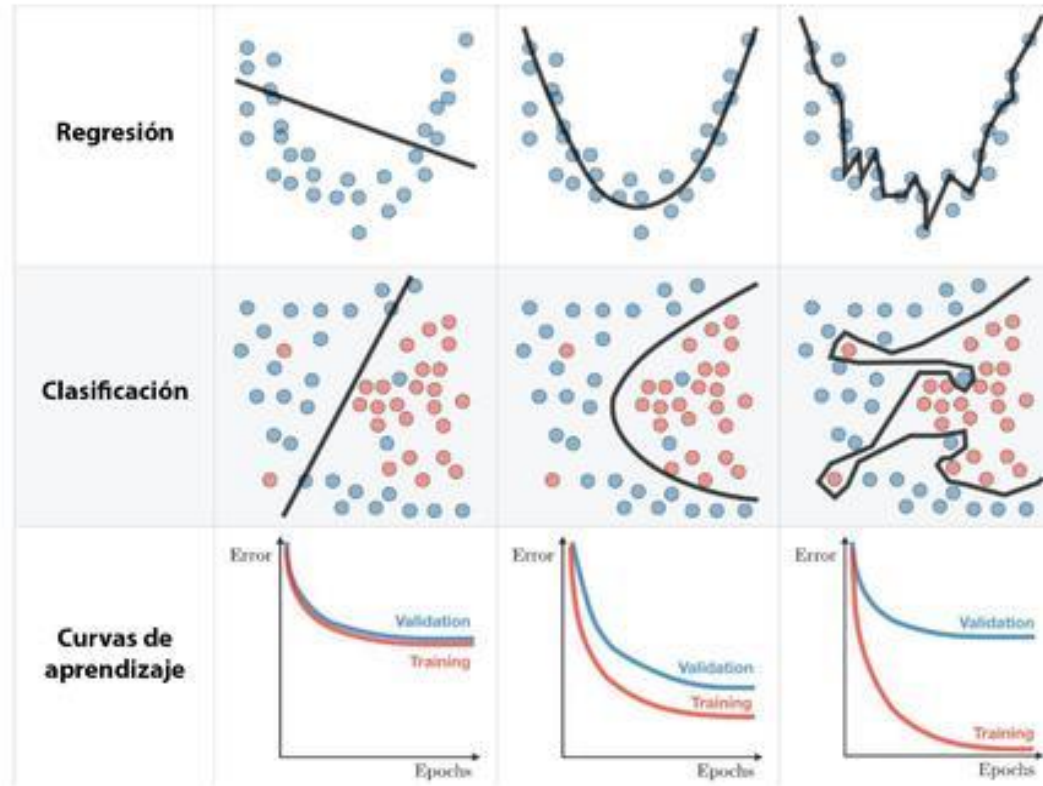 Regresión
Clasificación
Curvas de
aprendizaje
Error
Validation
Training
Epochs
Error
Validation
Training
Epochs
Error
Validation
Training
Epochs